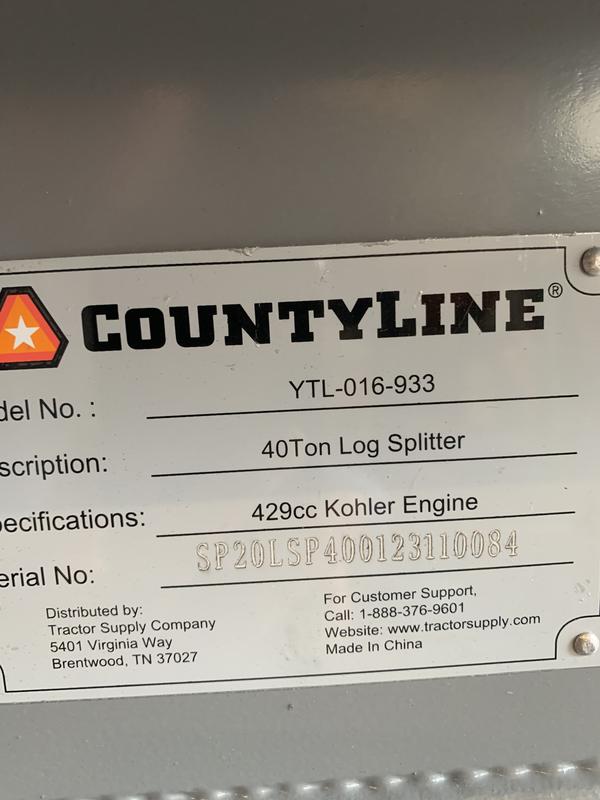 COUNTYLINE®
del No. : YTL-016-933
scription: 40Ton Log Splitter
pecifications: 429cc Kohler Engine
erial No: SP20LSP400123110084
Distributed by:
Tractor Supply Company
5401 Virginia Way
Brentwood, TN 37027
For Customer Support,
Call: 1-888-376-9601
Website: www.tractorsupply.com
Made In China